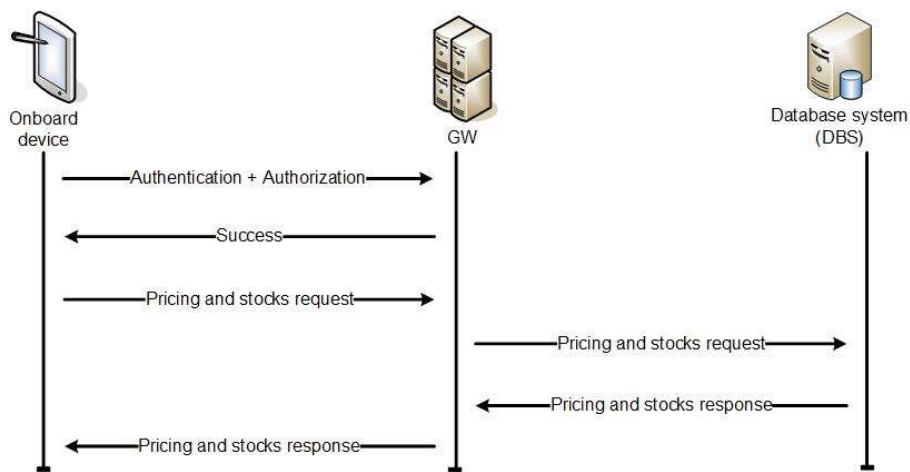 Onboard
device
GW
Database system
(DBS)
Authentication + Authorization
Success
Pricing and stocks request
Pricing and stocks request
Pricing and stocks response
Pricing and stocks response